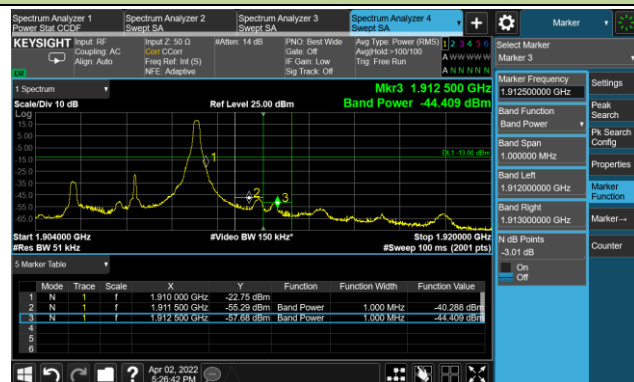 Spectrum Analyzer 1
Power Stat CCDF
Spectrum Analyzer 2
Swept SA
Spectrum Analyzer 3
Swept SA
Spectrum Analyzer 4
Swept SA
Marker
KEYSIGHT
Input: RF
Coupling: AC
Align: Auto
Input Z: 50 Ω
Corr CCorr
Freq Ref: Int (S)
NFE: Adaptive
#Atten: 14 dB
PNO: Best Wide
Gate: Off
IF Gain: Low
Sig Track: Off
Avg Type: Power (RMS)
Avg|Hold:>100/100
Trig: Free Run
1 2 3 4 5 6
A W W W W W
A N N N N N
Select Marker
Marker 3
1 Spectrum
Scale/Div 10 dB
Ref Level 25.00 dBm
Mkr3 1.912 500 GHz
Band Power -44.409 dBm
Log
15.0
5.00
-5.00
-15.0
-25.0
-35.0
-45.0
-55.0
-65.0
DL1 -13.00 dBm
1
2
3
Start 1.904000 GHz
#Res BW 51 kHz
#Video BW 150 kHz*
Stop 1.920000 GHz
#Sweep 100 ms (2001 pts)
5 Marker Table
Mode Trace Scale X Y Function Function Width Function Value
1 N 1 f 1.910 000 GHz -22.75 dBm
2 N 1 f 1.911 500 GHz -55.29 dBm Band Power 1.000 MHz -40.288 dBm
3 N 1 f 1.912 500 GHz -57.68 dBm Band Power 1.000 MHz -44.409 dBm
4
5
6
Marker Frequency
1.912500000 GHz
Band Function
Band Power
Band Span
1.000000 MHz
Band Left
1.912000000 GHz
Band Right
1.913000000 GHz
N dB Points
-3.01 dB
On
Off
Settings
Peak
Search
Pk Search
Config
Properties
Marker
Function
Marker→
Counter
?
Apr 02, 2022
5:26:42 PM